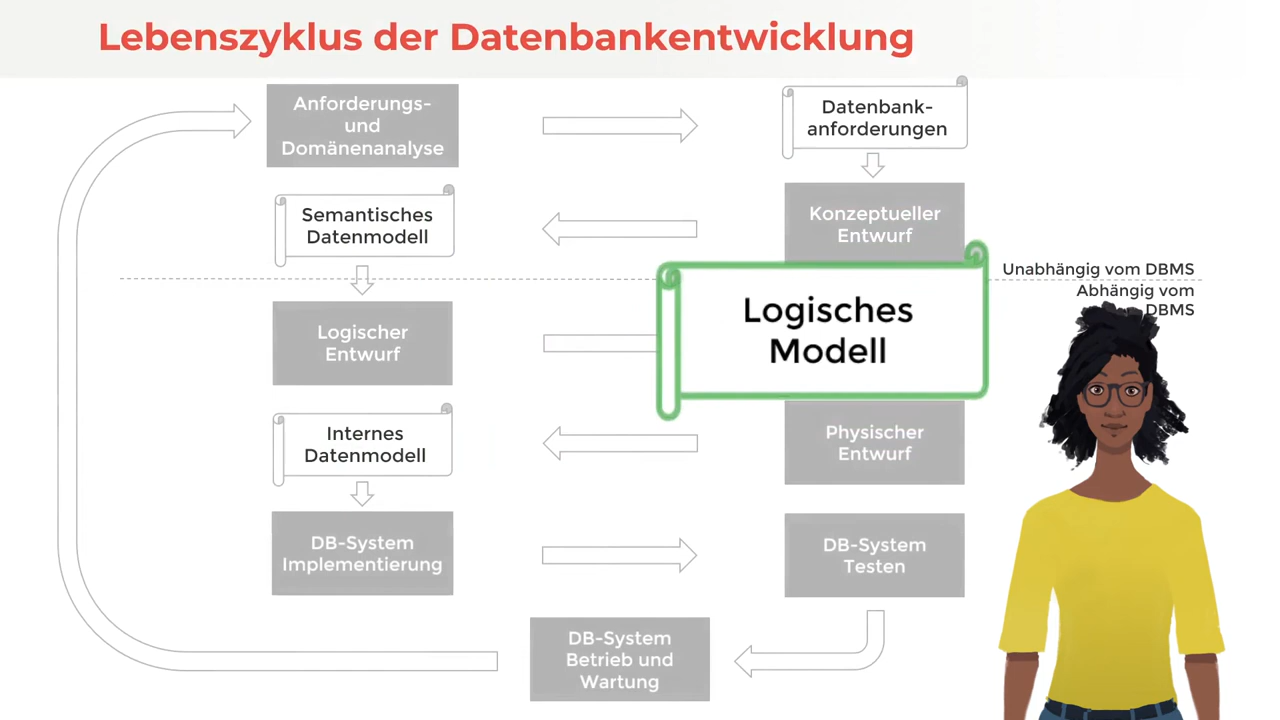 Lebenszyklus der Datenbankentwicklung
Anforderungs-
und
Domänenanalyse
Datenbank-
anforderungen
Semantisches
Datenmodell
Konzeptueller
Entwurf
Unabhängig vom DBMS
Abhängig vom
DBMS
Logischer
Entwurf
Logisches
Modell
Internes
Datenmodell
Physischer
Entwurf
DB-System
Implementierung
DB-System
Testen
DB-System
Betrieb und
Wartung